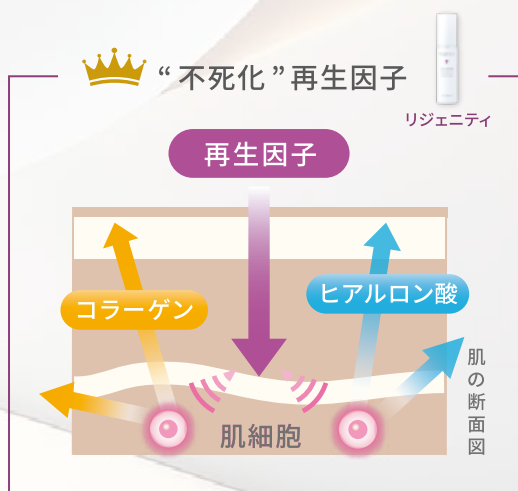 “不死化”再生因子
リジェニティ
再生因子
コラーゲン
ヒアルロン酸
肌の断面図
肌細胞